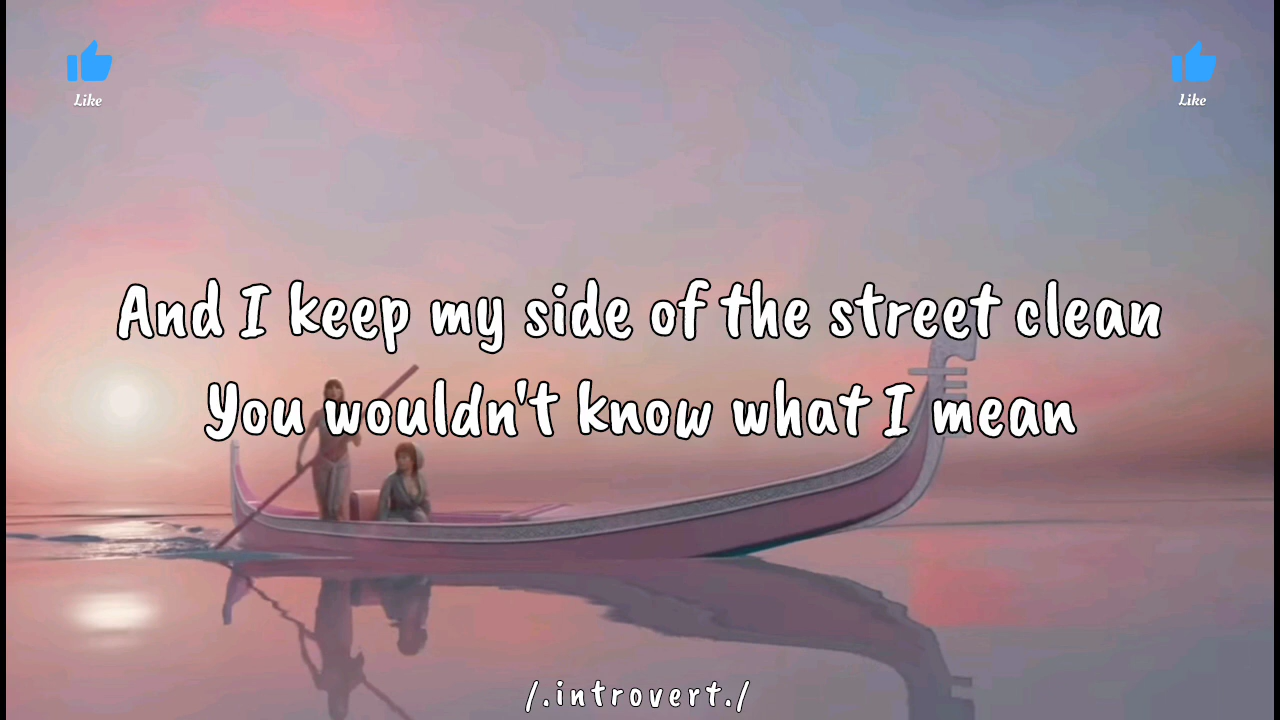 Like
Like
And I keep my side of the street clean
You wouldn't know what I mean
/.introvert./